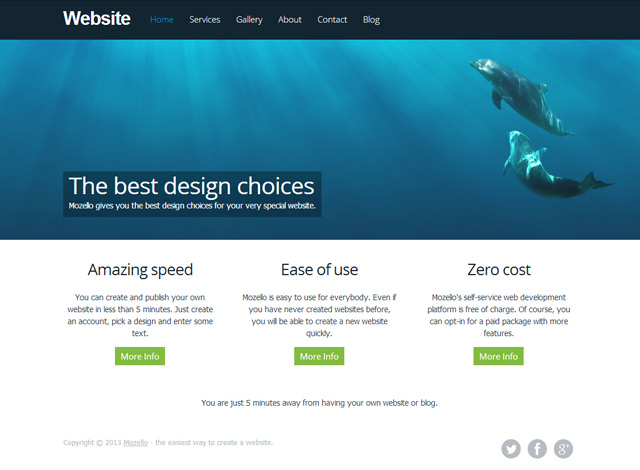 Website Home Services Gallery About Contact Blog
The best design choices
Mozello gives you the best design choices for your very special website.
Amazing speed
You can create and publish your own
website in less than 5 minutes. Just create
an account, pick a design and enter some
text.
More Info
Ease of use
Mozello is easy to use for everybody. Even if
you have never created websites before,
you will be able to create a new website
quickly.
More Info
Zero cost
Mozello's self-service web development
platform is free of charge. Of course, you
can opt-in for a paid package with more
features.
More Info
You are just 5 minutes away from having your own website or blog.
Copyright © 2013 Mozello - the easiest way to create a website.